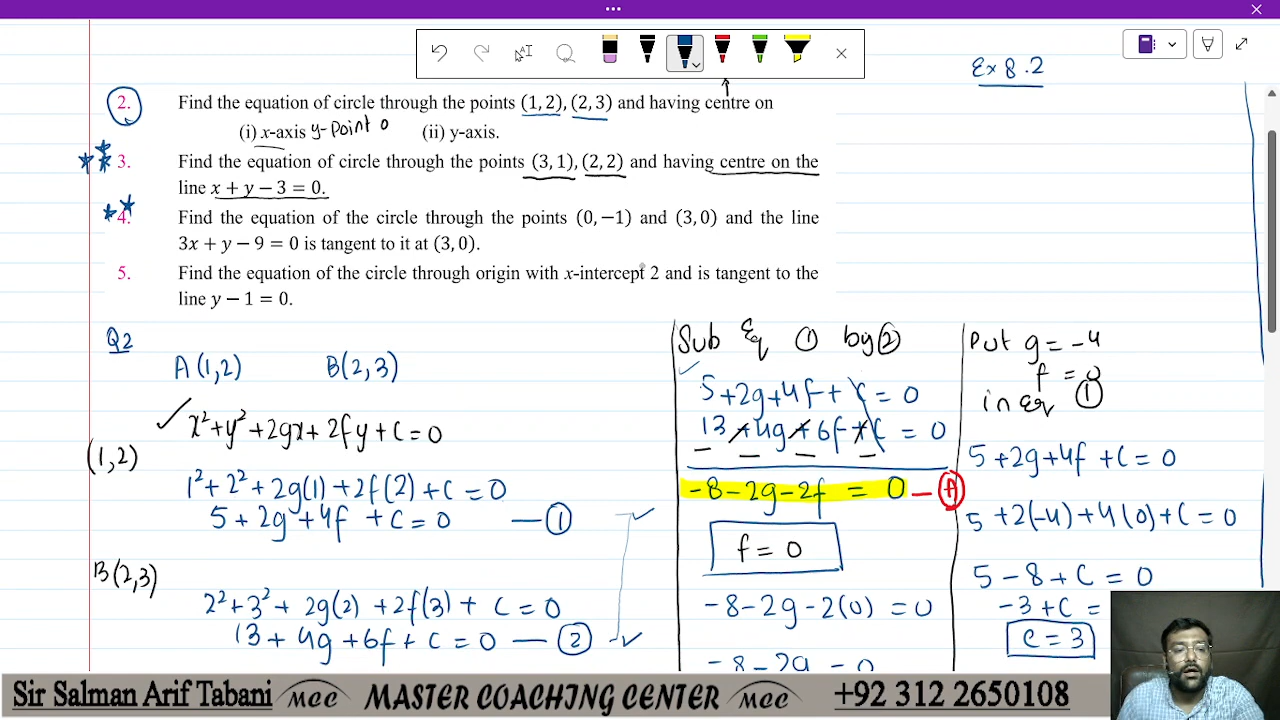 Ex 8.2
2. Find the equation of circle through the points (1, 2), (2, 3) and having centre on
(i) x-axis y-Point 0 (ii) y-axis.
3. Find the equation of circle through the points (3, 1), (2, 2) and having centre on the
line x + y − 3 = 0.
4. Find the equation of the circle through the points (0, −1) and (3, 0) and the line
3x + y − 9 = 0 is tangent to it at (3, 0).
5. Find the equation of the circle through origin with x-intercept 2 and is tangent to the
line y − 1 = 0.
Q2
A(1,2) B(2,3)
x²+y²+2gx+2fy+c=0
(1,2)
1²+2²+2g(1)+2f(2)+c=0
5+2g+4f+c=0 —①
B(2,3)
2²+3²+2g(2)+2f(3)+c=0
13+4g+6f+c=0 —②
Sub Eq ① by ②
5+2g+4f+c=0
13+4g+6f+c=0
− − − −
-8-2g-2f = 0 —Ⓐ
f=0
-8-2g-2(0)=0
-8-2g=0
Put g=-4
f=0
in Eq ①
5+2g+4f+c=0
5+2(-4)+4(0)+c=0
5-8+c=0
-3+c=
c=3
Sir Salman Arif Tabani MCC MASTER COACHING CENTER MCC +92 312 2650108